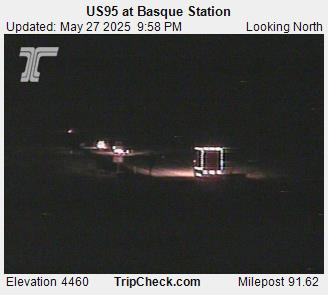 US95 at Basque Station
Updated: May 27 2025 9:58 PM Looking North
Elevation 4460 TripCheck.com Milepost 91.62